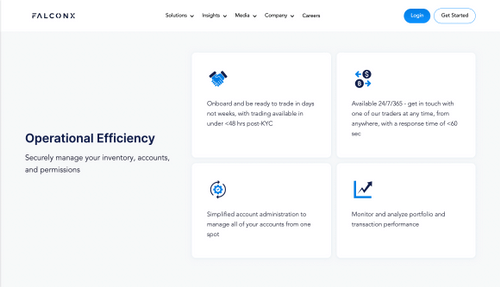 FALCONX
Solutions
Insights
Media
Company
Careers
Login
Get Started
Operational Efficiency
Securely manage your inventory, accounts,
and permissions
Onboard and be ready to trade in days
not weeks, with trading available in
under <48 hrs post-KYC
Available 24/7/365 - get in touch with
one of our traders at any time, from
anywhere, with a response time of <60
sec
Simplified account administration to
manage all of your accounts from one
spot
Monitor and analyze portfolio and
transaction performance